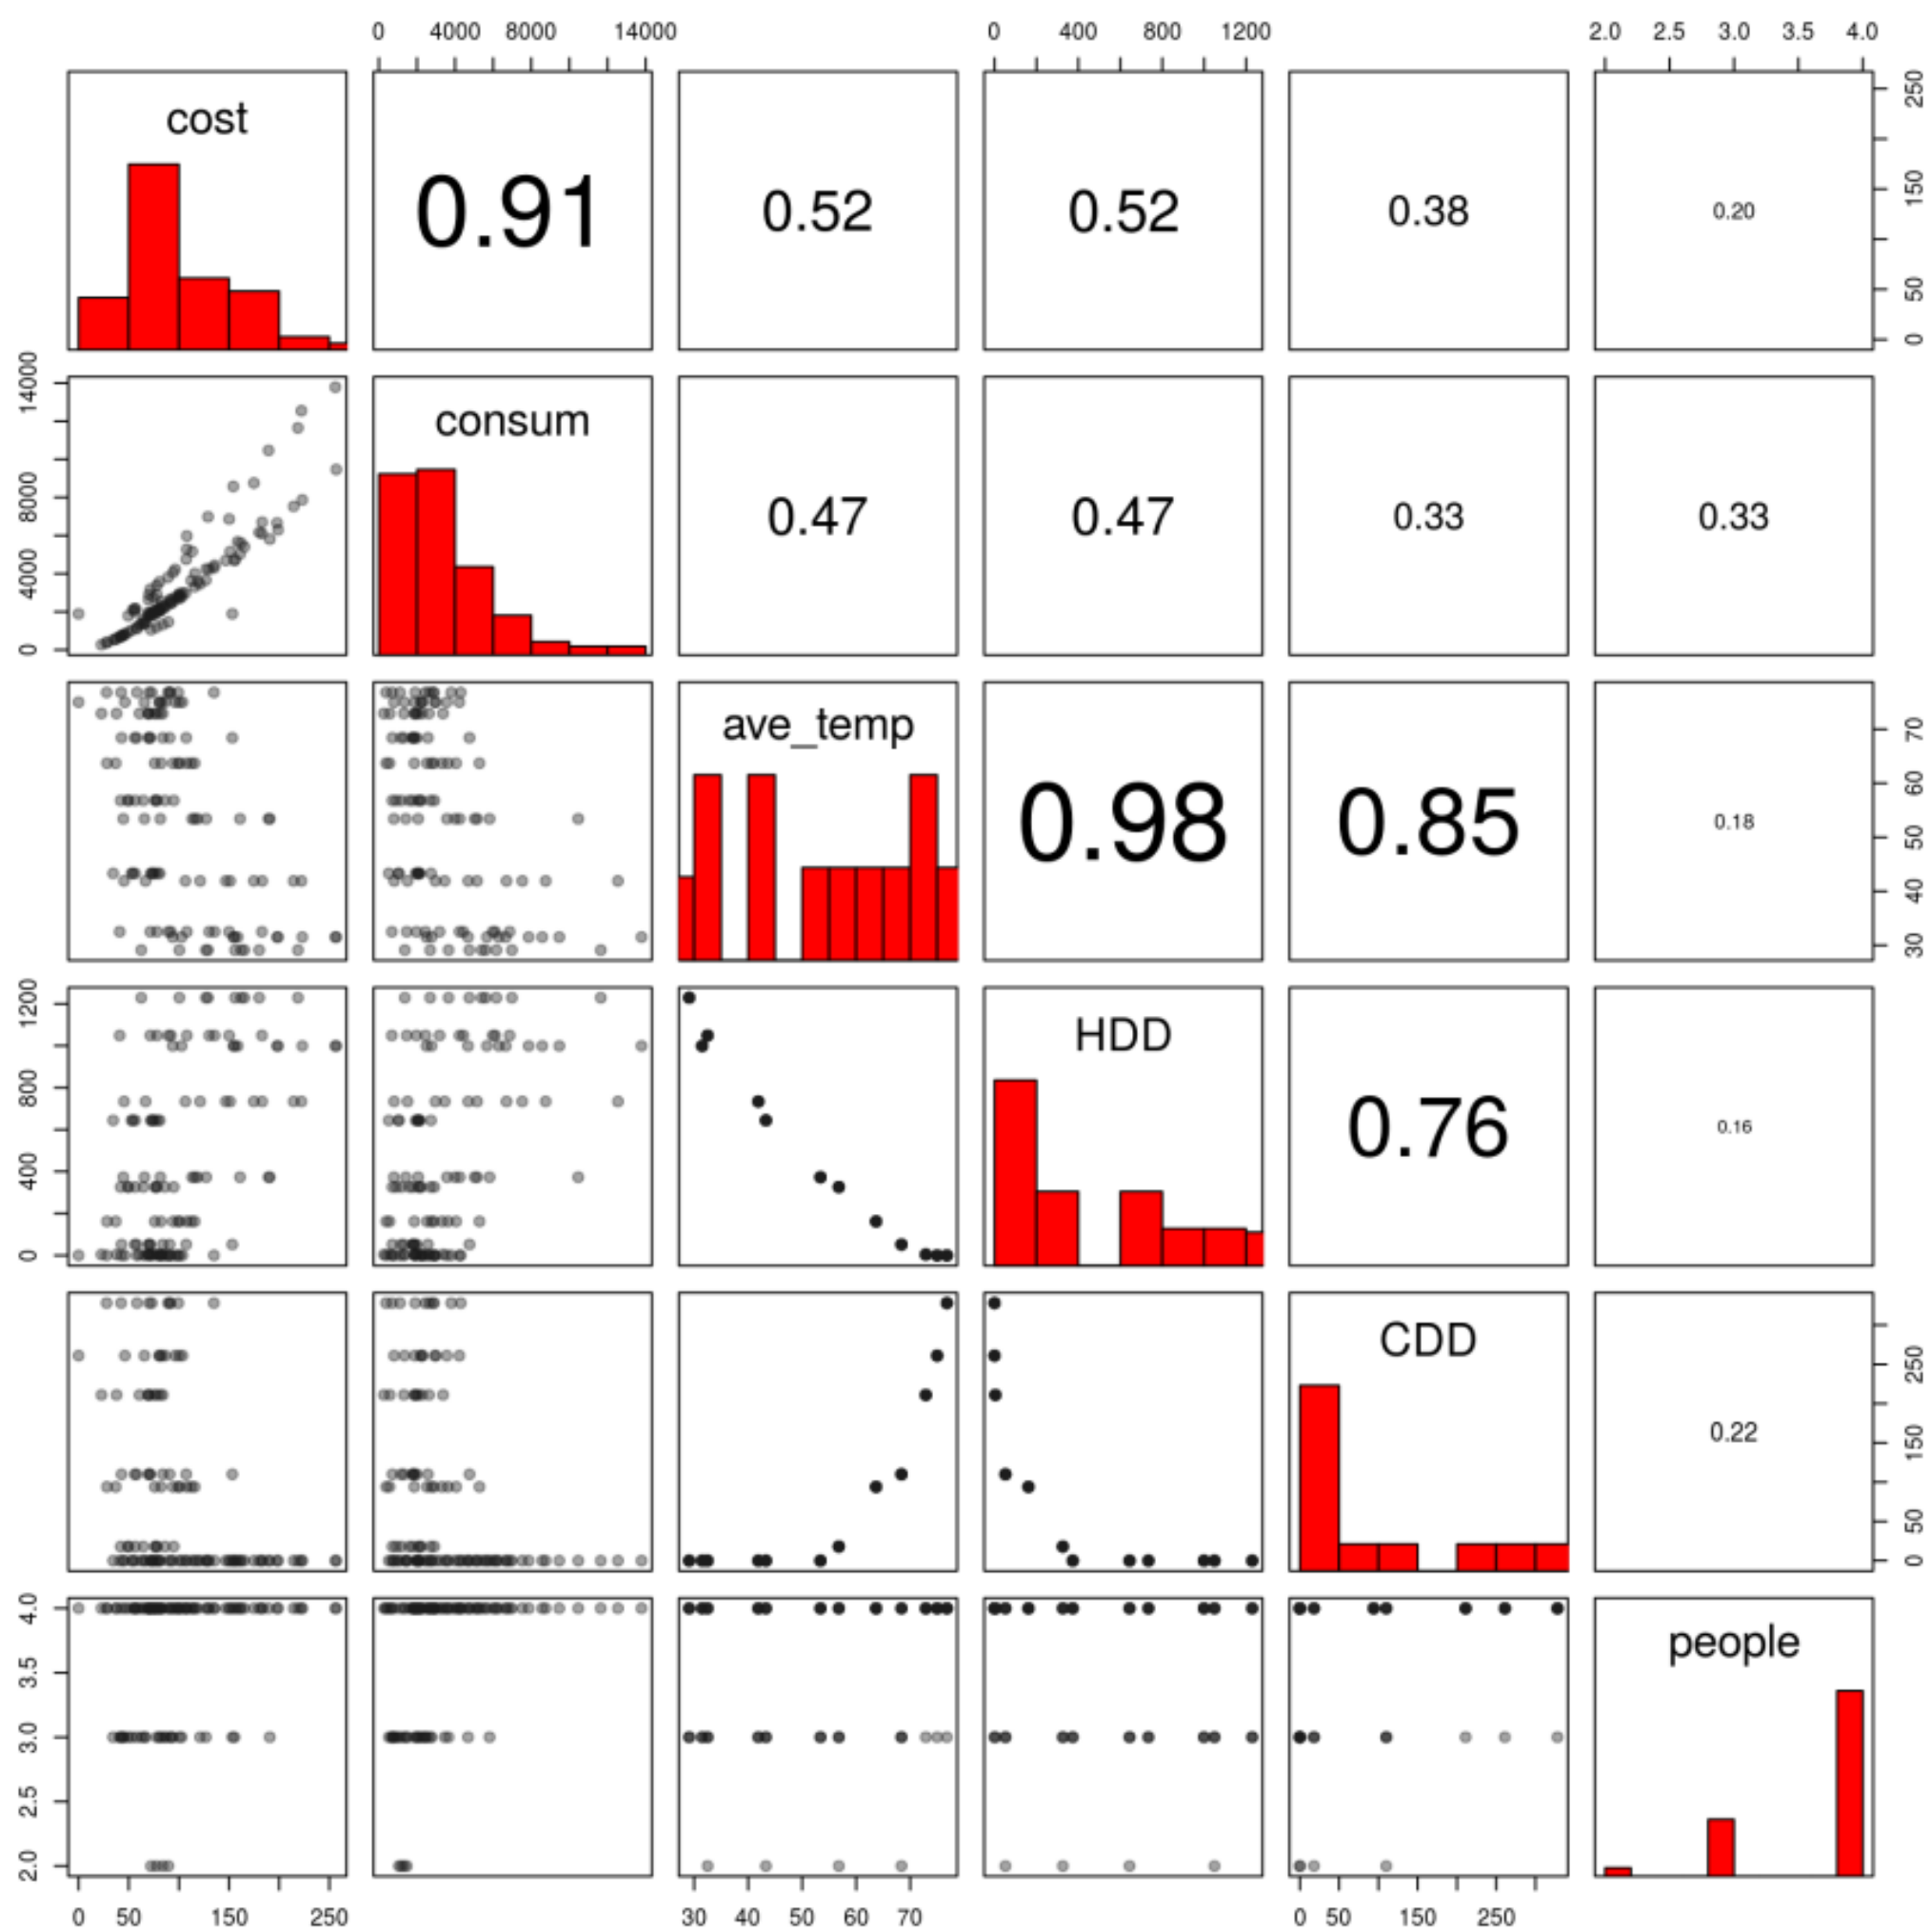 0 4000 8000 14000 0 400 800 1200 2.0 2.5 3.0 3.5 4.0
cost 0.91 0.52 0.52 0.38 0.20
0 50 150 250
0 4000 8000 14000
consum 0.47 0.47 0.33 0.33
ave_temp 0.98 0.85 0.18
30 40 50 60 70
0 400 800 1200
HDD 0.76 0.16
CDD 0.22
0 50 150 250
2.0 2.5 3.0 3.5 4.0
people
0 50 150 250 30 40 50 60 70 0 50 150 250